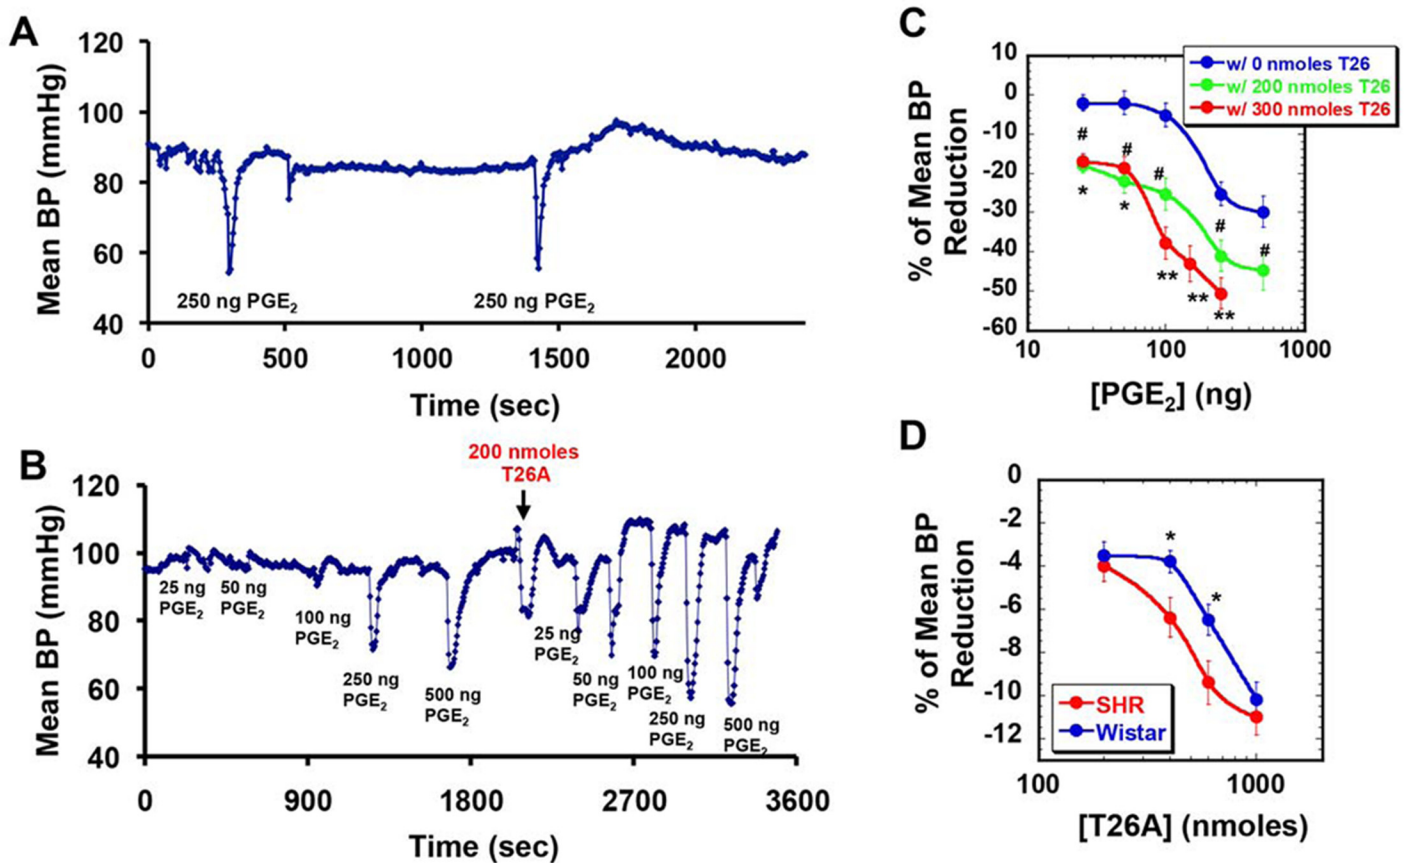 A
120
100
80
60
40
Mean BP (mmHg)
250 ng PGE2
250 ng PGE2
0 500 1000 1500 2000
Time (sec)
B
200 nmoles
T26A
120
100
80
60
40
Mean BP (mmHg)
25 ng
PGE2
50 ng
PGE2
100 ng
PGE2
250 ng
PGE2
500 ng
PGE2
25 ng
PGE2
50 ng
PGE2
100 ng
PGE2
250 ng
PGE2
500 ng
PGE2
0 900 1800 2700 3600
Time (sec)
C
w/ 0 nmoles T26
w/ 200 nmoles T26
w/ 300 nmoles T26
10
0
-10
-20
-30
-40
-50
-60
% of Mean BP
Reduction
# # # # #
* * ** ** **
10 100 1000
[PGE2] (ng)
D
0
-2
-4
-6
-8
-10
-12
% of Mean BP
Reduction
* *
SHR
Wistar
100 1000
[T26A] (nmoles)